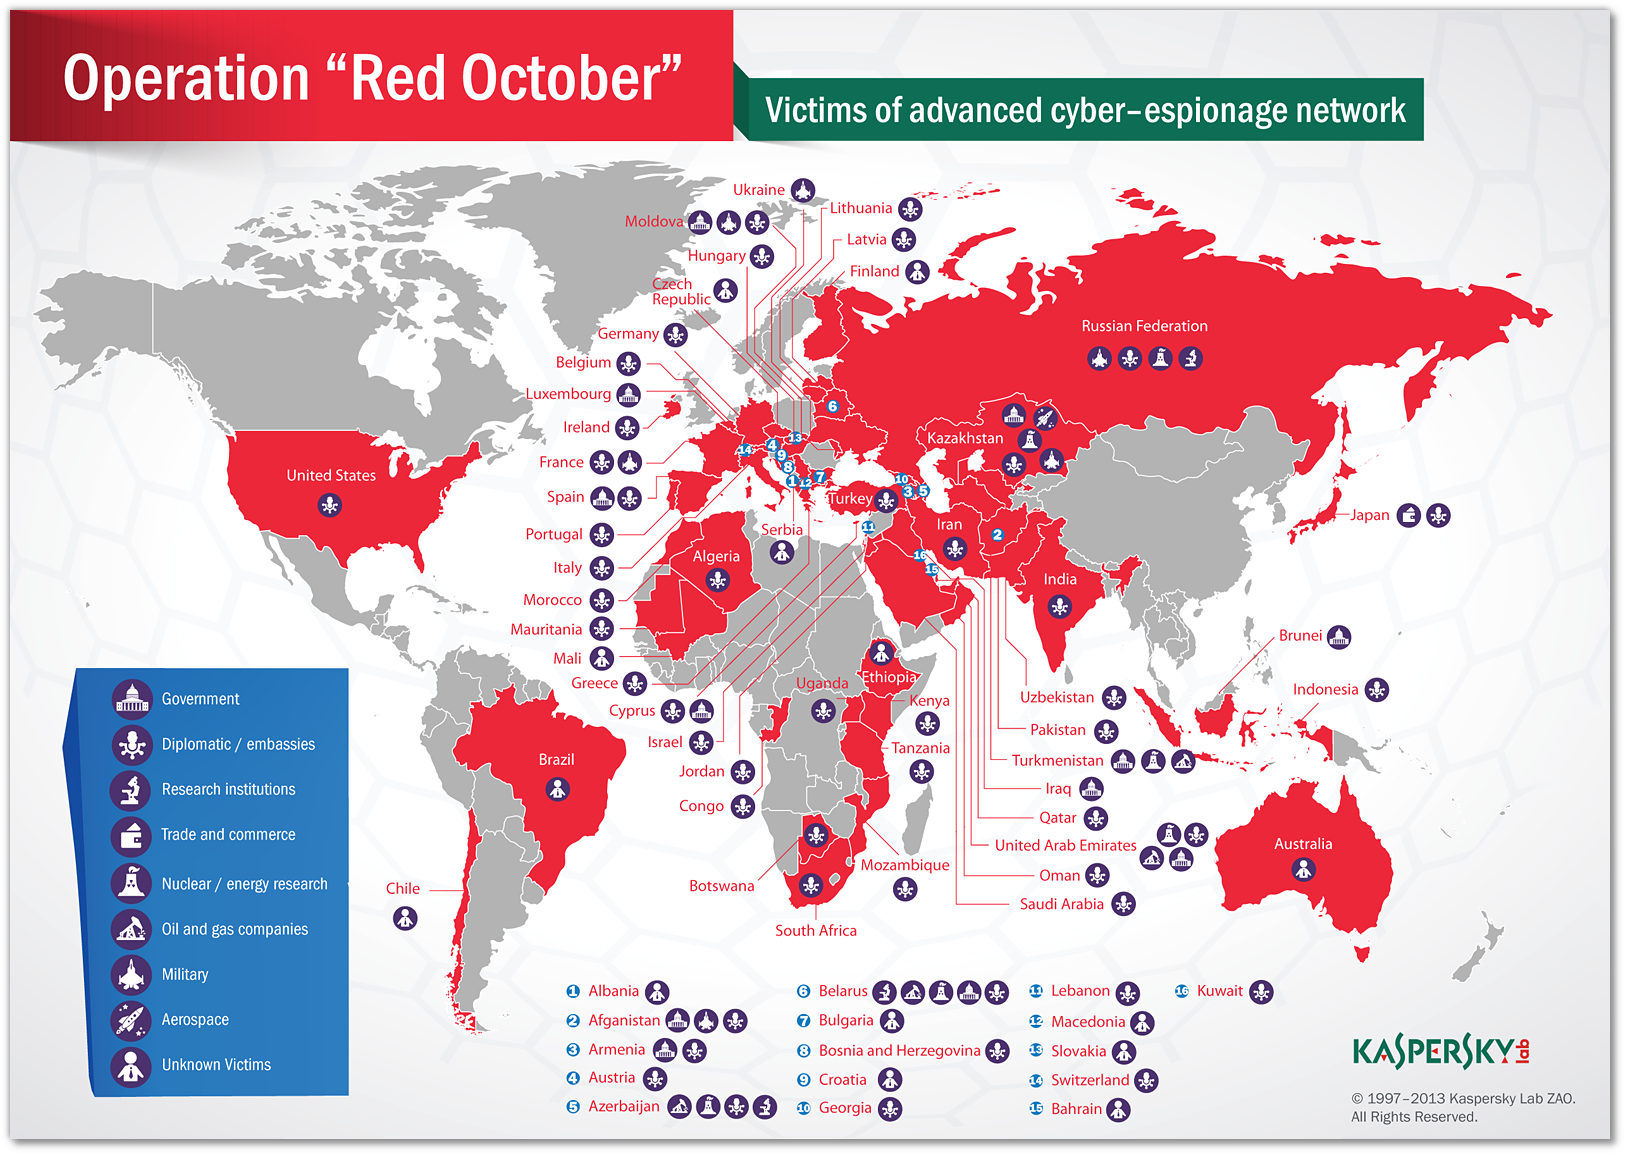 Operation “Red October”
Victims of advanced cyber-espionage network
Ukraine
Lithuania
Moldova
Latvia
Hungary
Finland
Czech
Republic
Germany
Belgium
Luxembourg
Ireland
France
Spain
Portugal
Italy
Morocco
Mauritania
Mali
Greece
Cyprus
Israel
Jordan
Congo
Russian Federation
Kazakhstan
United States
Turkey
Iran
Serbia
Algeria
India
Japan
Brunei
Indonesia
Ethiopia
Uganda
Kenya
Tanzania
Uzbekistan
Pakistan
Turkmenistan
Iraq
Qatar
United Arab Emirates
Oman
Saudi Arabia
Brazil
Chile
Botswana
Mozambique
South Africa
Australia
6
13
4
14
9
8
1
12
7
10
3
5
11
2
16
15
Government
Diplomatic / embassies
Research institutions
Trade and commerce
Nuclear / energy research
Oil and gas companies
Military
Aerospace
Unknown Victims
1 Albania
2 Afganistan
3 Armenia
4 Austria
5 Azerbaijan
6 Belarus
7 Bulgaria
8 Bosnia and Herzegovina
9 Croatia
10 Georgia
11 Lebanon
12 Macedonia
13 Slovakia
14 Switzerland
15 Bahrain
16 Kuwait
KASPERSKY lab
© 1997–2013 Kaspersky Lab ZAO.
All Rights Reserved.